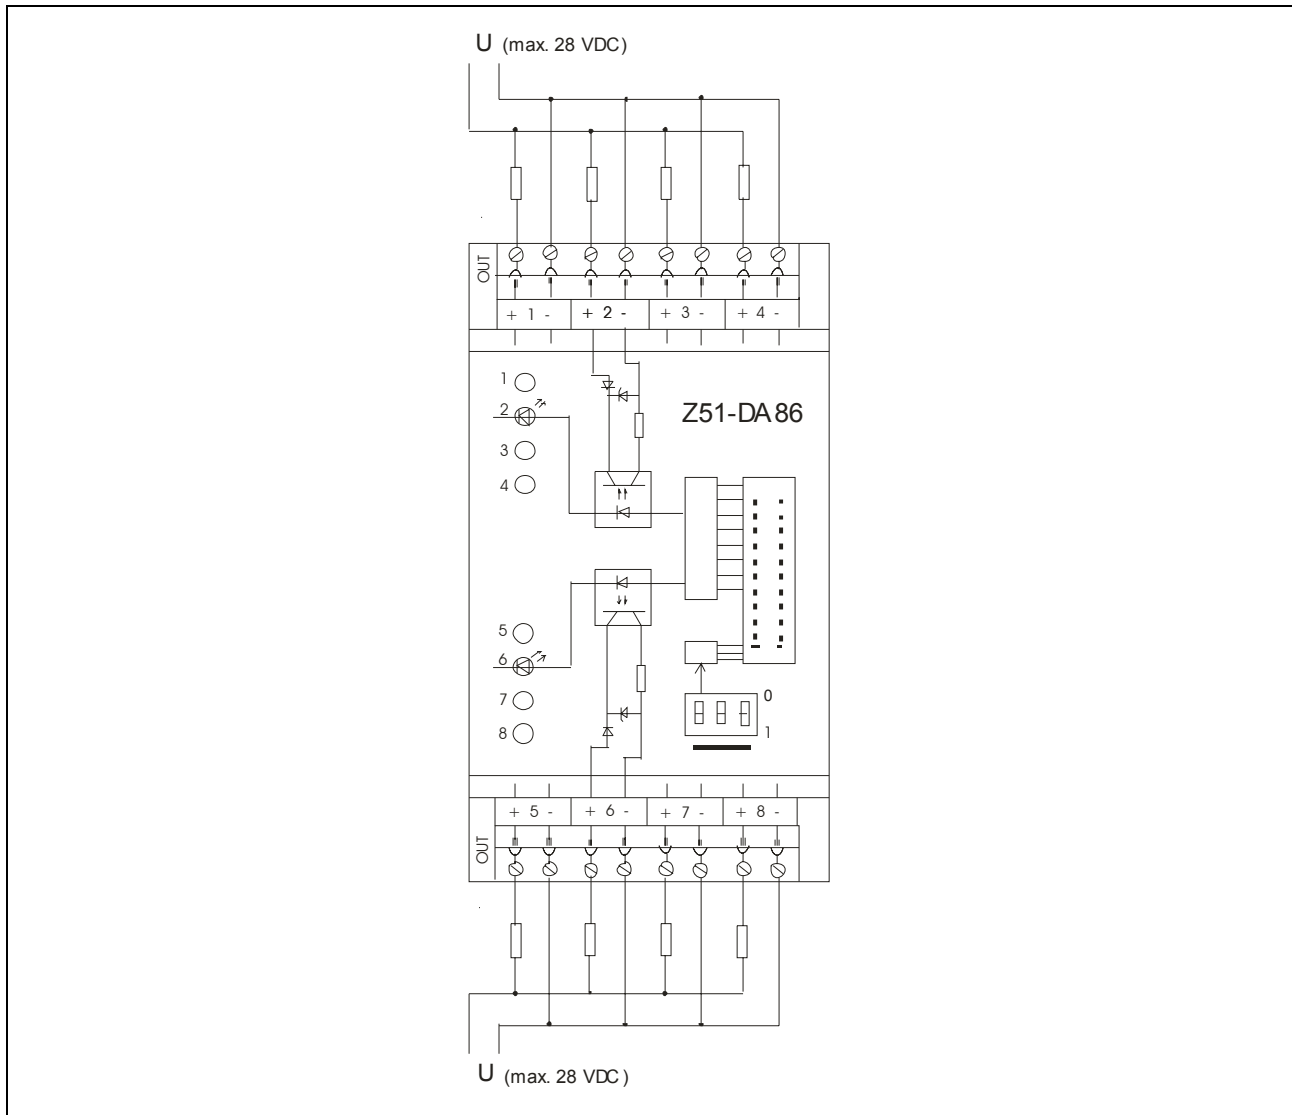 U (max. 28 VDC)
OUT
+ 1 - + 2 - + 3 - + 4 -
1
2
3
4
Z51-DA86
5
6
7
8
0
1
+ 5 - + 6 - + 7 - + 8 -
OUT
U (max. 28 VDC)